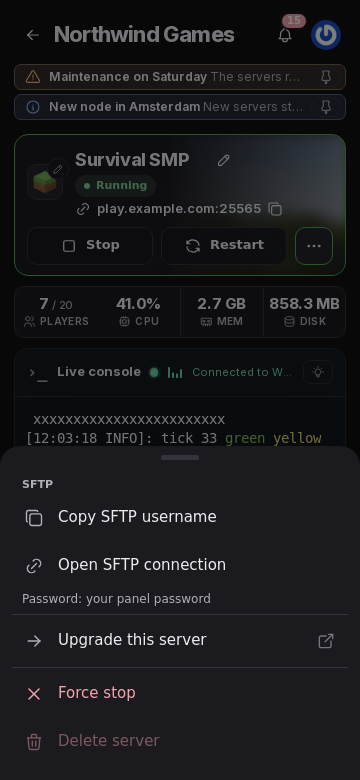 Northwind Games
15
Maintenance on Saturday The servers r...
New node in Amsterdam New servers st...
Survival SMP
Running
play.example.com:25565
Stop
Restart
7 / 20
PLAYERS
41.0%
CPU
2.7 GB
MEM
858.3 MB
DISK
Live console
Connected to W...
xxxxxxxxxxxxxxxxxxxxxxxx
[12:03:18 INFO]: tick 33 green yellow
SFTP
Copy SFTP username
Open SFTP connection
Password: your panel password
Upgrade this server
Force stop
Delete server